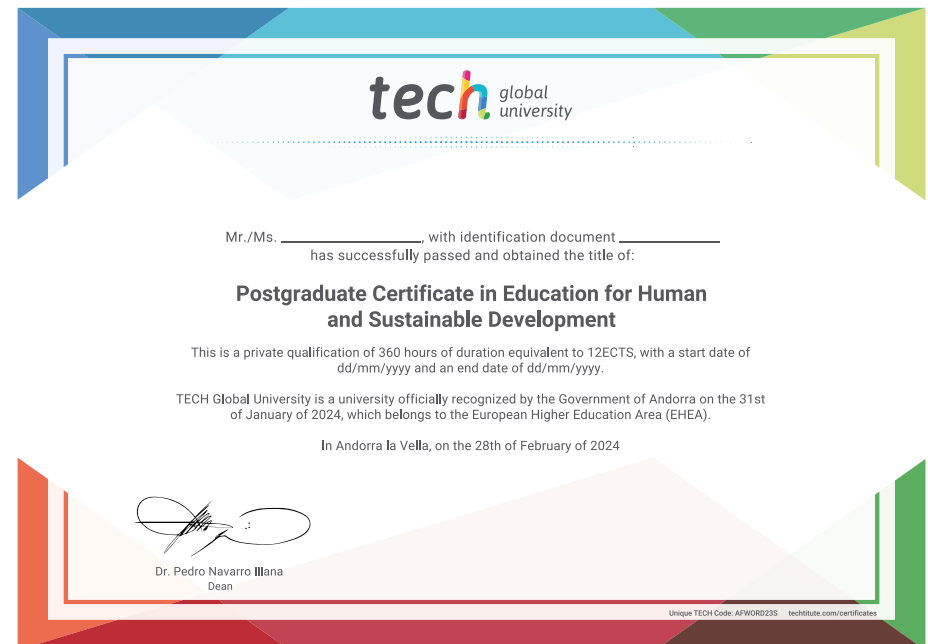 tech global university
Mr./Ms. ____________, with identification document ____________
has successfully passed and obtained the title of:
Postgraduate Certificate in Education for Human
and Sustainable Development
This is a private qualification of 360 hours of duration equivalent to 12ECTS, with a start date of
dd/mm/yyyy and an end date of dd/mm/yyyy.
TECH Global University is a university officially recognized by the Government of Andorra on the 31st
of January of 2024, which belongs to the European Higher Education Area (EHEA).
In Andorra la Vella, on the 28th of February of 2024
Dr. Pedro Navarro Illana
Dean
Unique TECH Code: AFWORD23S techtitute.com/certificates